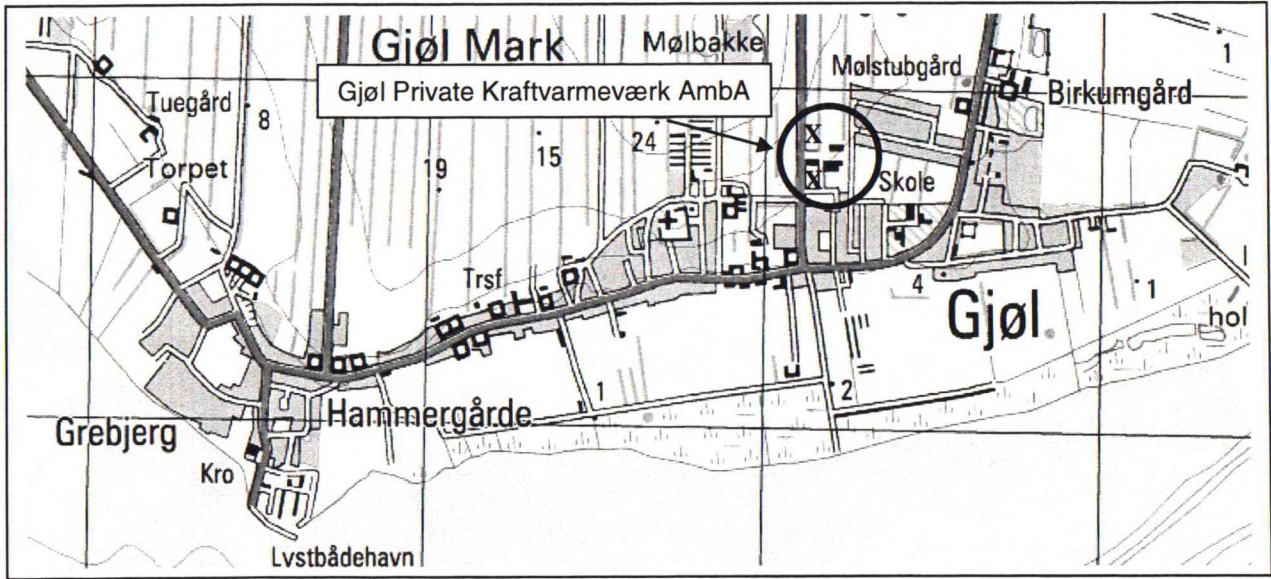 Gjøl Mark
Mølbakke
Mølstubgård
1
Gjøl Private Kraftvarmeværk AmbA
Birkumgård
Tuegård
8
15
24
X
Torpet
19
X
Skole
Trsf
4
Gjøl
1
hol
1
2
Hammergårde
Grebjerg
Kro
Lvstbådehavn